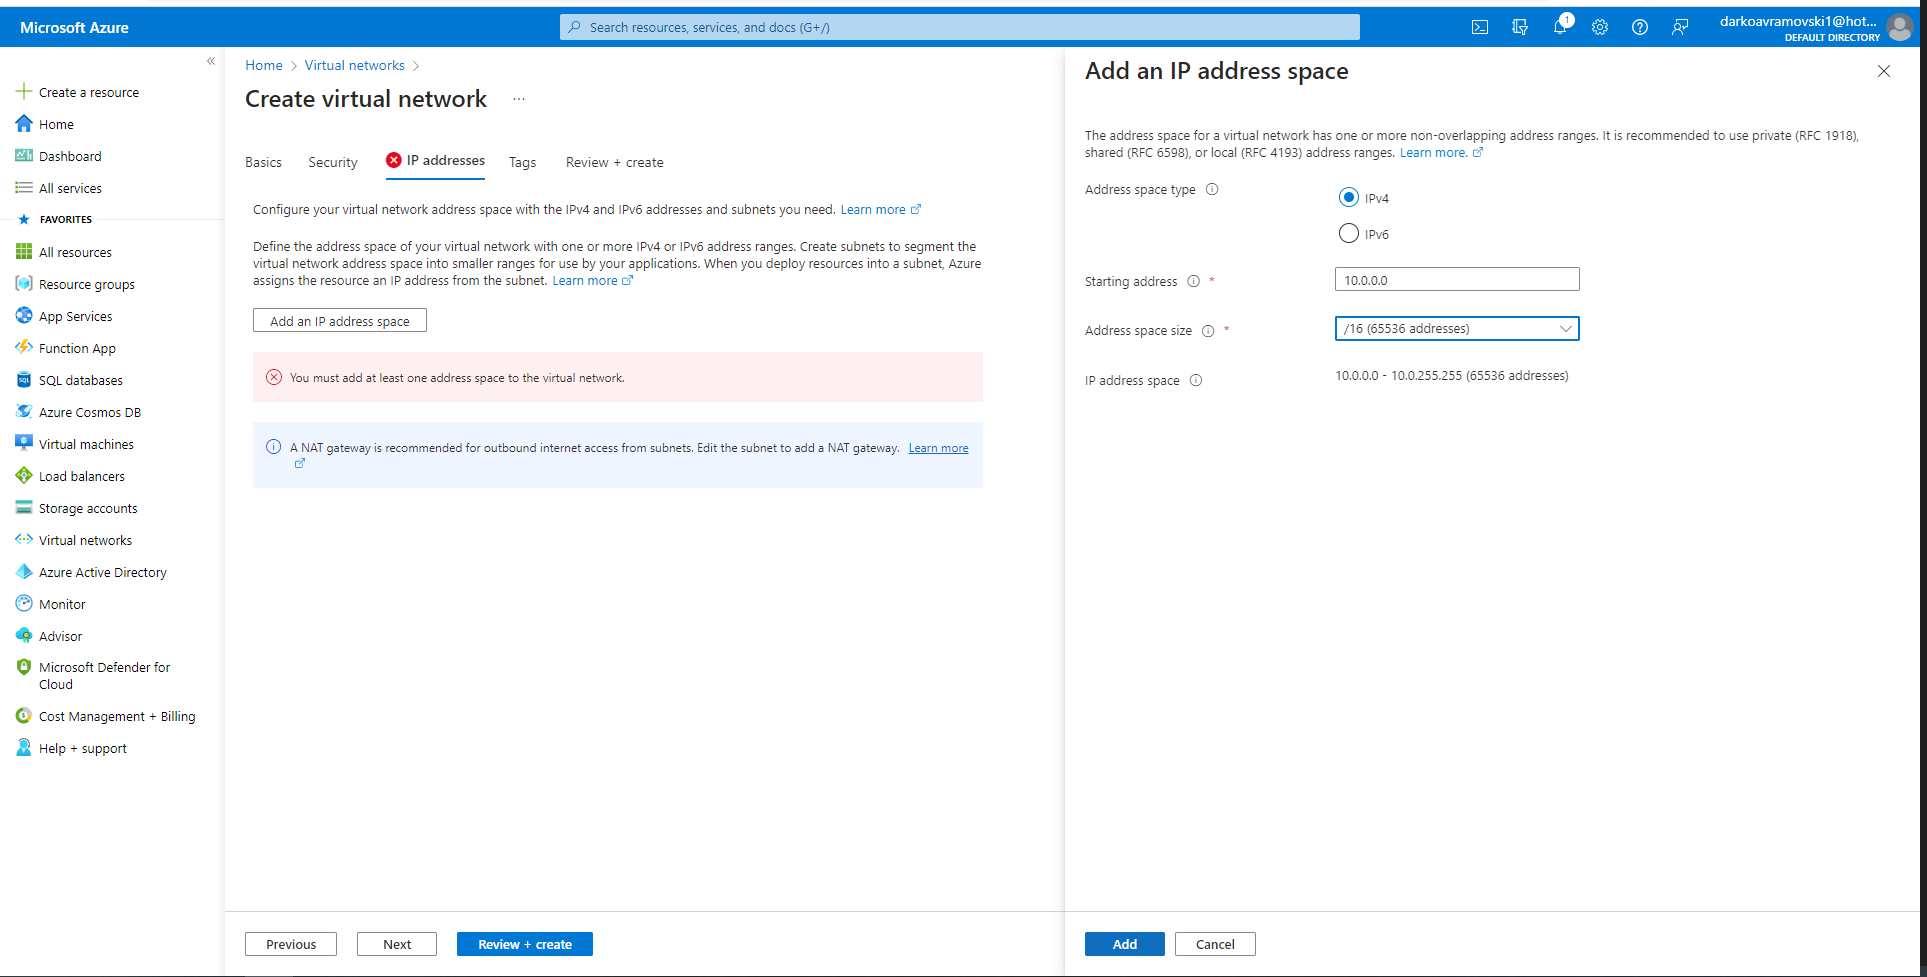 Microsoft Azure
Search resources, services, and docs (G+/)
1
darkoavramovski1@hot...
DEFAULT DIRECTORY
«
Create a resource
Home
Dashboard
All services
FAVORITES
All resources
Resource groups
App Services
Function App
SQL databases
Azure Cosmos DB
Virtual machines
Load balancers
Storage accounts
Virtual networks
Azure Active Directory
Monitor
Advisor
Microsoft Defender for
Cloud
Cost Management + Billing
Help + support
Home > Virtual networks >
Create virtual network ...
Basics Security IP addresses Tags Review + create
Configure your virtual network address space with the IPv4 and IPv6 addresses and subnets you need. Learn more
Define the address space of your virtual network with one or more IPv4 or IPv6 address ranges. Create subnets to segment the
virtual network address space into smaller ranges for use by your applications. When you deploy resources into a subnet, Azure
assigns the resource an IP address from the subnet. Learn more
Add an IP address space
You must add at least one address space to the virtual network.
A NAT gateway is recommended for outbound internet access from subnets. Edit the subnet to add a NAT gateway. Learn more
Previous Next Review + create
Add an IP address space
The address space for a virtual network has one or more non-overlapping address ranges. It is recommended to use private (RFC 1918),
shared (RFC 6598), or local (RFC 4193) address ranges. Learn more.
Address space type
IPv4
IPv6
Starting address * 10.0.0.0
Address space size * /16 (65536 addresses)
IP address space 10.0.0.0 - 10.0.255.255 (65536 addresses)
Add Cancel